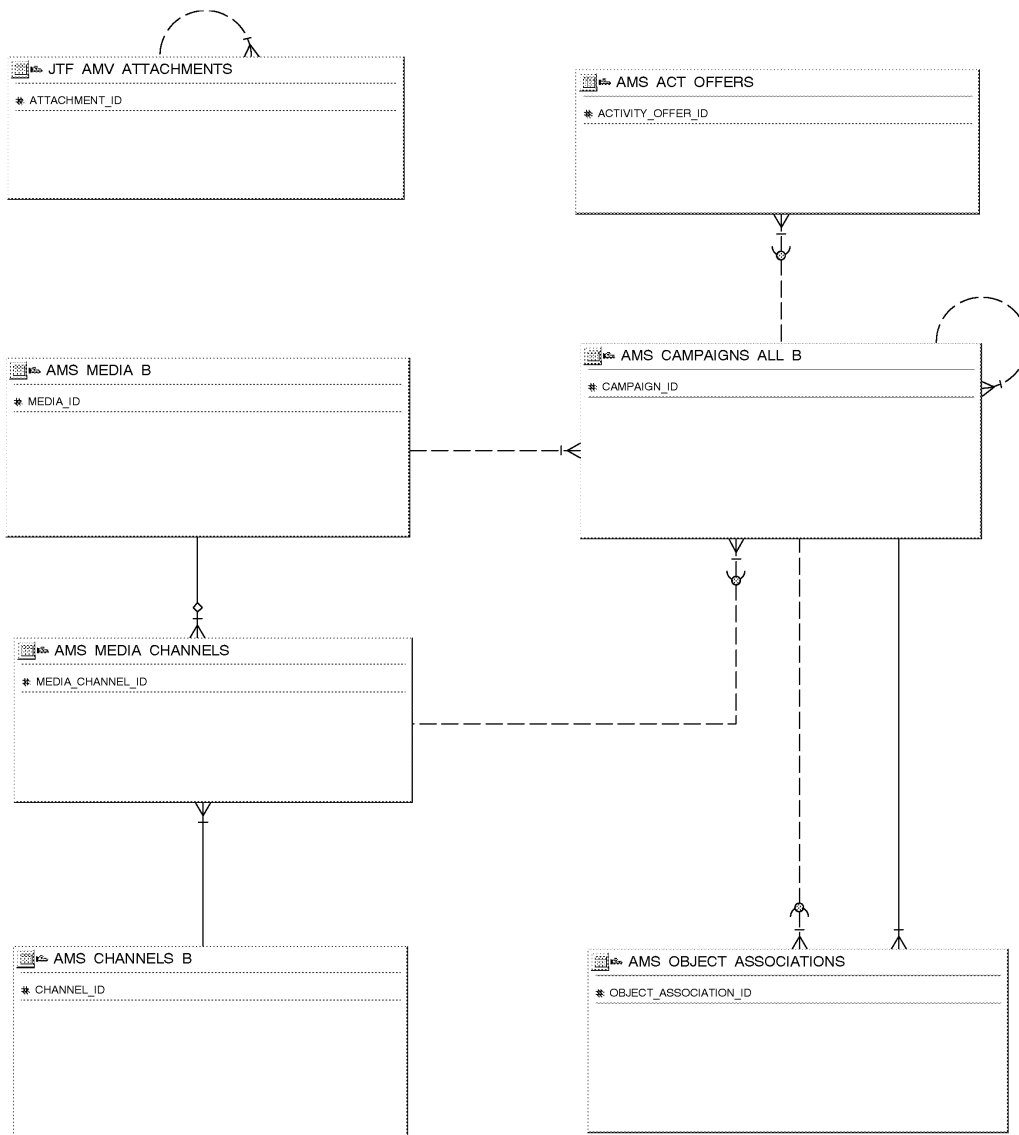 JTF AMV ATTACHMENTS
# ATTACHMENT_ID
AMS ACT OFFERS
# ACTIVITY_OFFER_ID
AMS MEDIA B
# MEDIA_ID
AMS CAMPAIGNS ALL B
# CAMPAIGN_ID
AMS MEDIA CHANNELS
# MEDIA_CHANNEL_ID
AMS CHANNELS B
# CHANNEL_ID
AMS OBJECT ASSOCIATIONS
# OBJECT_ASSOCIATION_ID